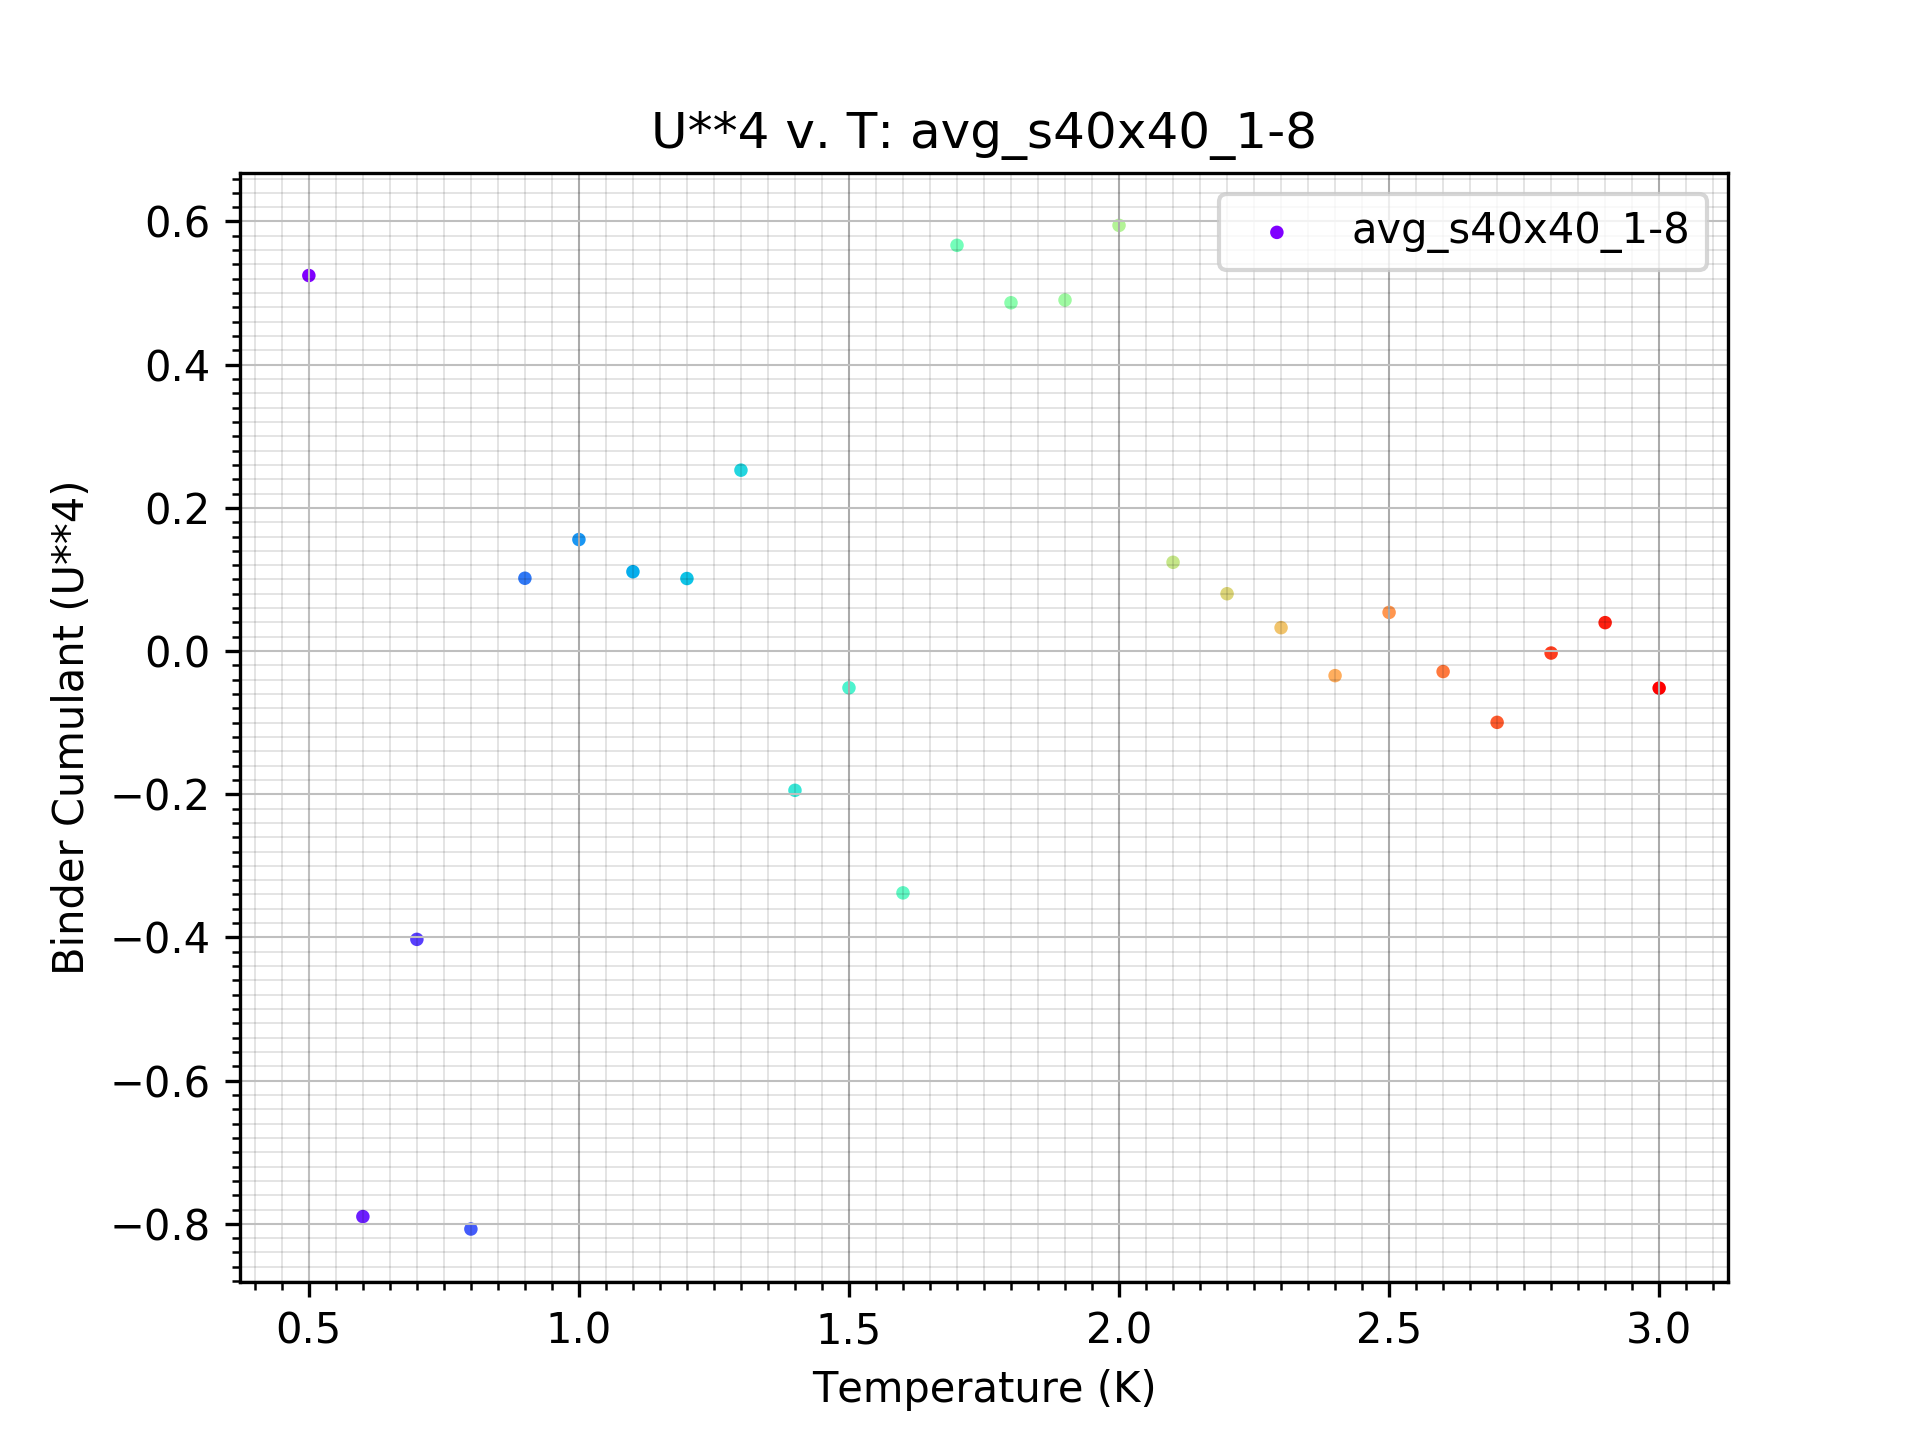 U**4 v. T: avg_s40x40_1-8
avg_s40x40_1-8
Binder Cumulant (U**4)
0.6
0.4
0.2
0.0
−0.2
−0.4
−0.6
−0.8
0.5 1.0 1.5 2.0 2.5 3.0
Temperature (K)